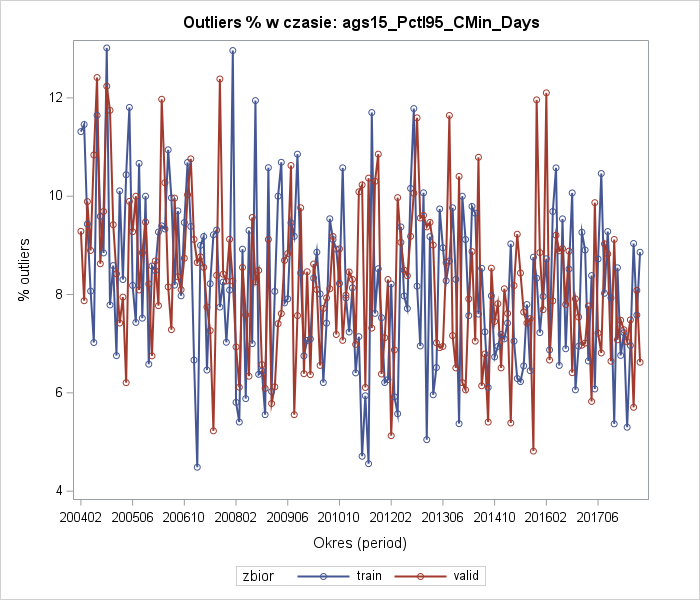 Outliers % w czasie: ags15_Pctl95_CMin_Days
% outliers
12
10
8
6
4
200402 200506 200610 200802 200906 201010 201202 201306 201410 201602 201706
Okres (period)
zbior train valid